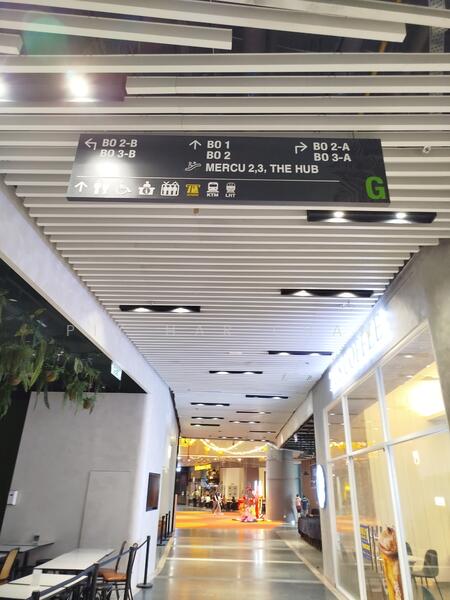 BO 2-B
BO 3-B
BO 1
BO 2
MERCU 2,3, THE HUB
BO 2-A
BO 3-A
KTM
LRT
G
COFFEE